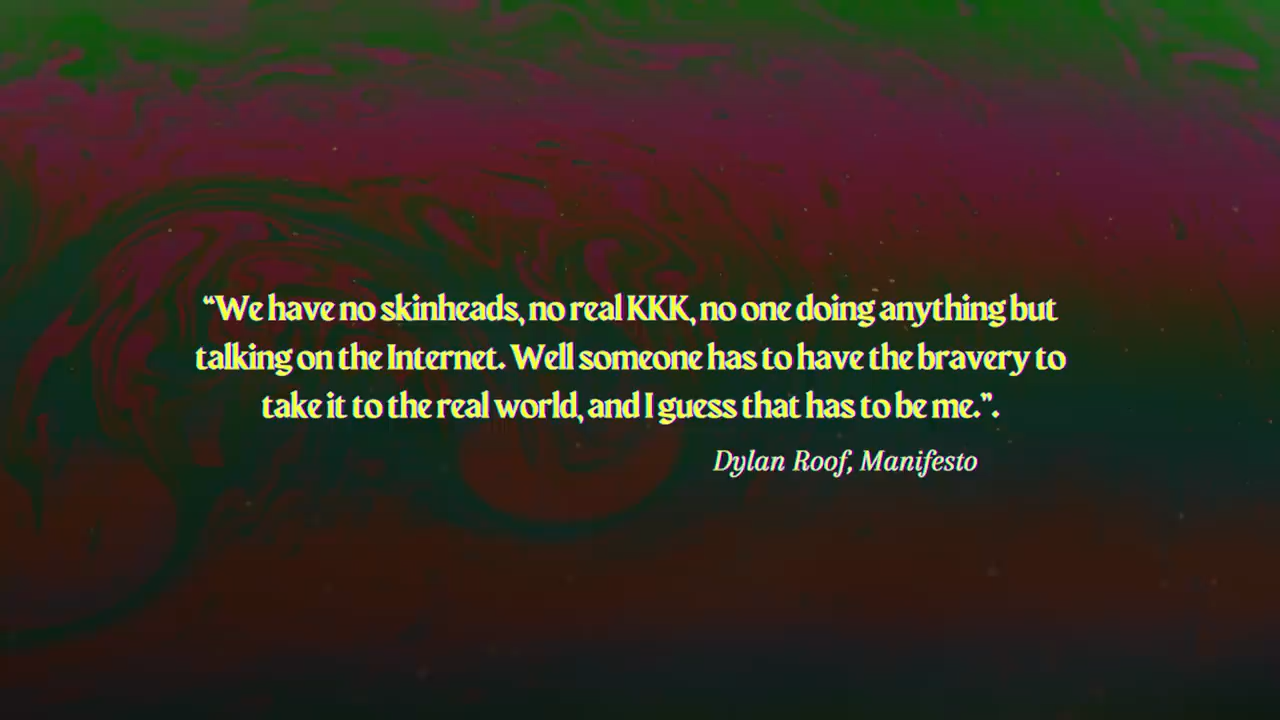 “We have no skinheads, no real KKK, no one doing anything but
talking on the Internet. Well someone has to have the bravery to
take it to the real world, and I guess that has to be me.”.
Dylan Roof, Manifesto